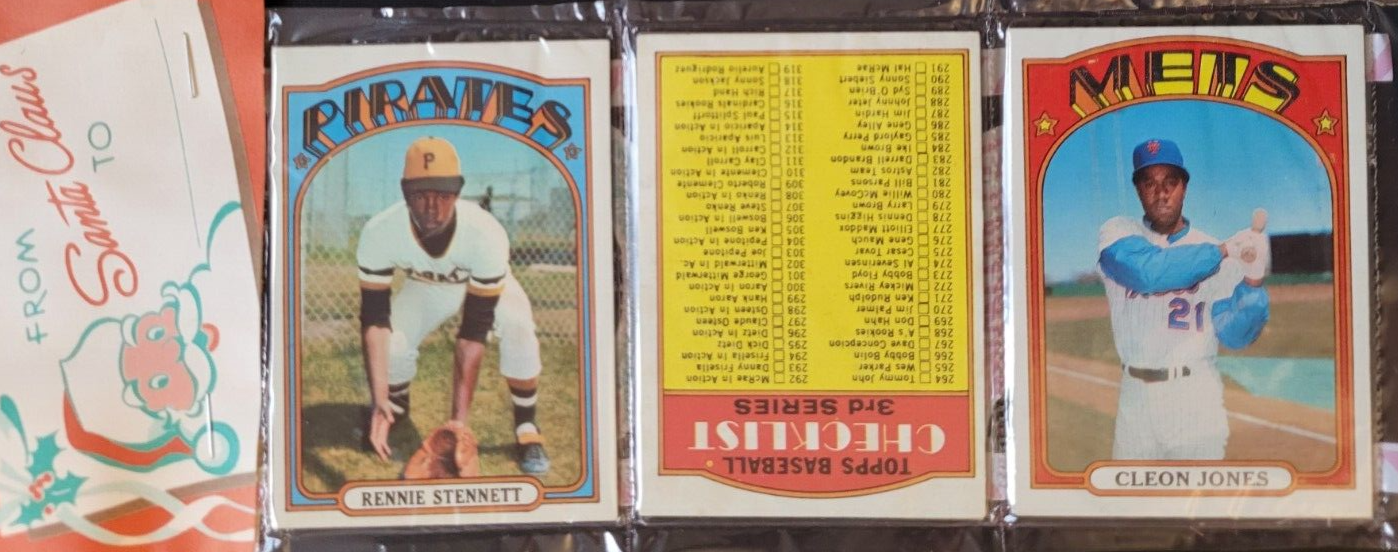 FROM
Santa Claus
TO
PIRATES
P
RENNIE STENNETT
TOPPS BASEBALL
CHECKLIST
3rd SERIES
264 Tommy John
265 Wes Parker
266 Bobby Bolin
267 Dave Concepcion
268 A's Rookies
269 Don Hahn
270 Jim Palmer
271 Ken Rudolph
272 Mickey Rivers
273 Bobby Floyd
274 Al Severinsen
275 Cesar Tovar
276 Gene Mauch
277 Elliott Maddox
278 Dennis Higgins
279 Larry Brown
280 Willie McCovey
281 Bill Parsons
282 Astros Team
283 Darrell Brandon
284 Ike Brown
285 Gaylord Perry
286 Gene Alley
287 Jim Hardin
288 Johnny Jeter
289 Syd O'Brien
290 Sonny Siebert
291 Hal McRae
292 McRae In Action
293 Danny Frisella
294 Frisella In Action
295 Dick Dietz
296 Dietz In Action
297 Claude Osteen
298 Osteen In Action
299 Hank Aaron
300 Aaron In Action
301 George Mitterwald
302 Mitterwald In Ac.
303 Joe Pepitone
304 Pepitone In Action
305 Ken Boswell
306 Boswell In Action
307 Steve Renko
308 Renko In Action
309 Roberto Clemente
310 Clemente In Action
311 Clay Carroll
312 Carroll In Action
313 Luis Aparicio
314 Aparicio In Action
315 Paul Splittorff
316 Cardinals Rookies
317 Rich Hand
318 Sonny Jackson
319 Aurelio Rodriguez
METS
21
CLEON JONES